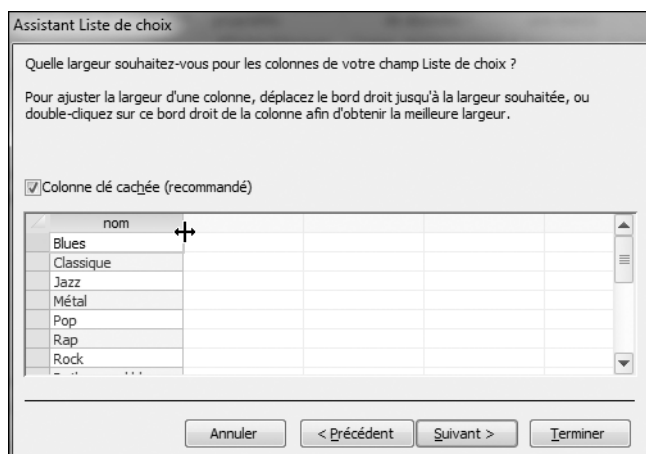 Assistant Liste de choix
Quelle largeur souhaitez-vous pour les colonnes de votre champ Liste de choix ?
Pour ajuster la largeur d'une colonne, déplacez le bord droit jusqu'à la largeur souhaitée, ou
double-cliquez sur ce bord droit de la colonne afin d'obtenir la meilleure largeur.
Colonne clé cachée (recommandé)
nom
Blues
Classique
Jazz
Métal
Pop
Rap
Rock
Annuler
< Précédent
Suivant >
Terminer